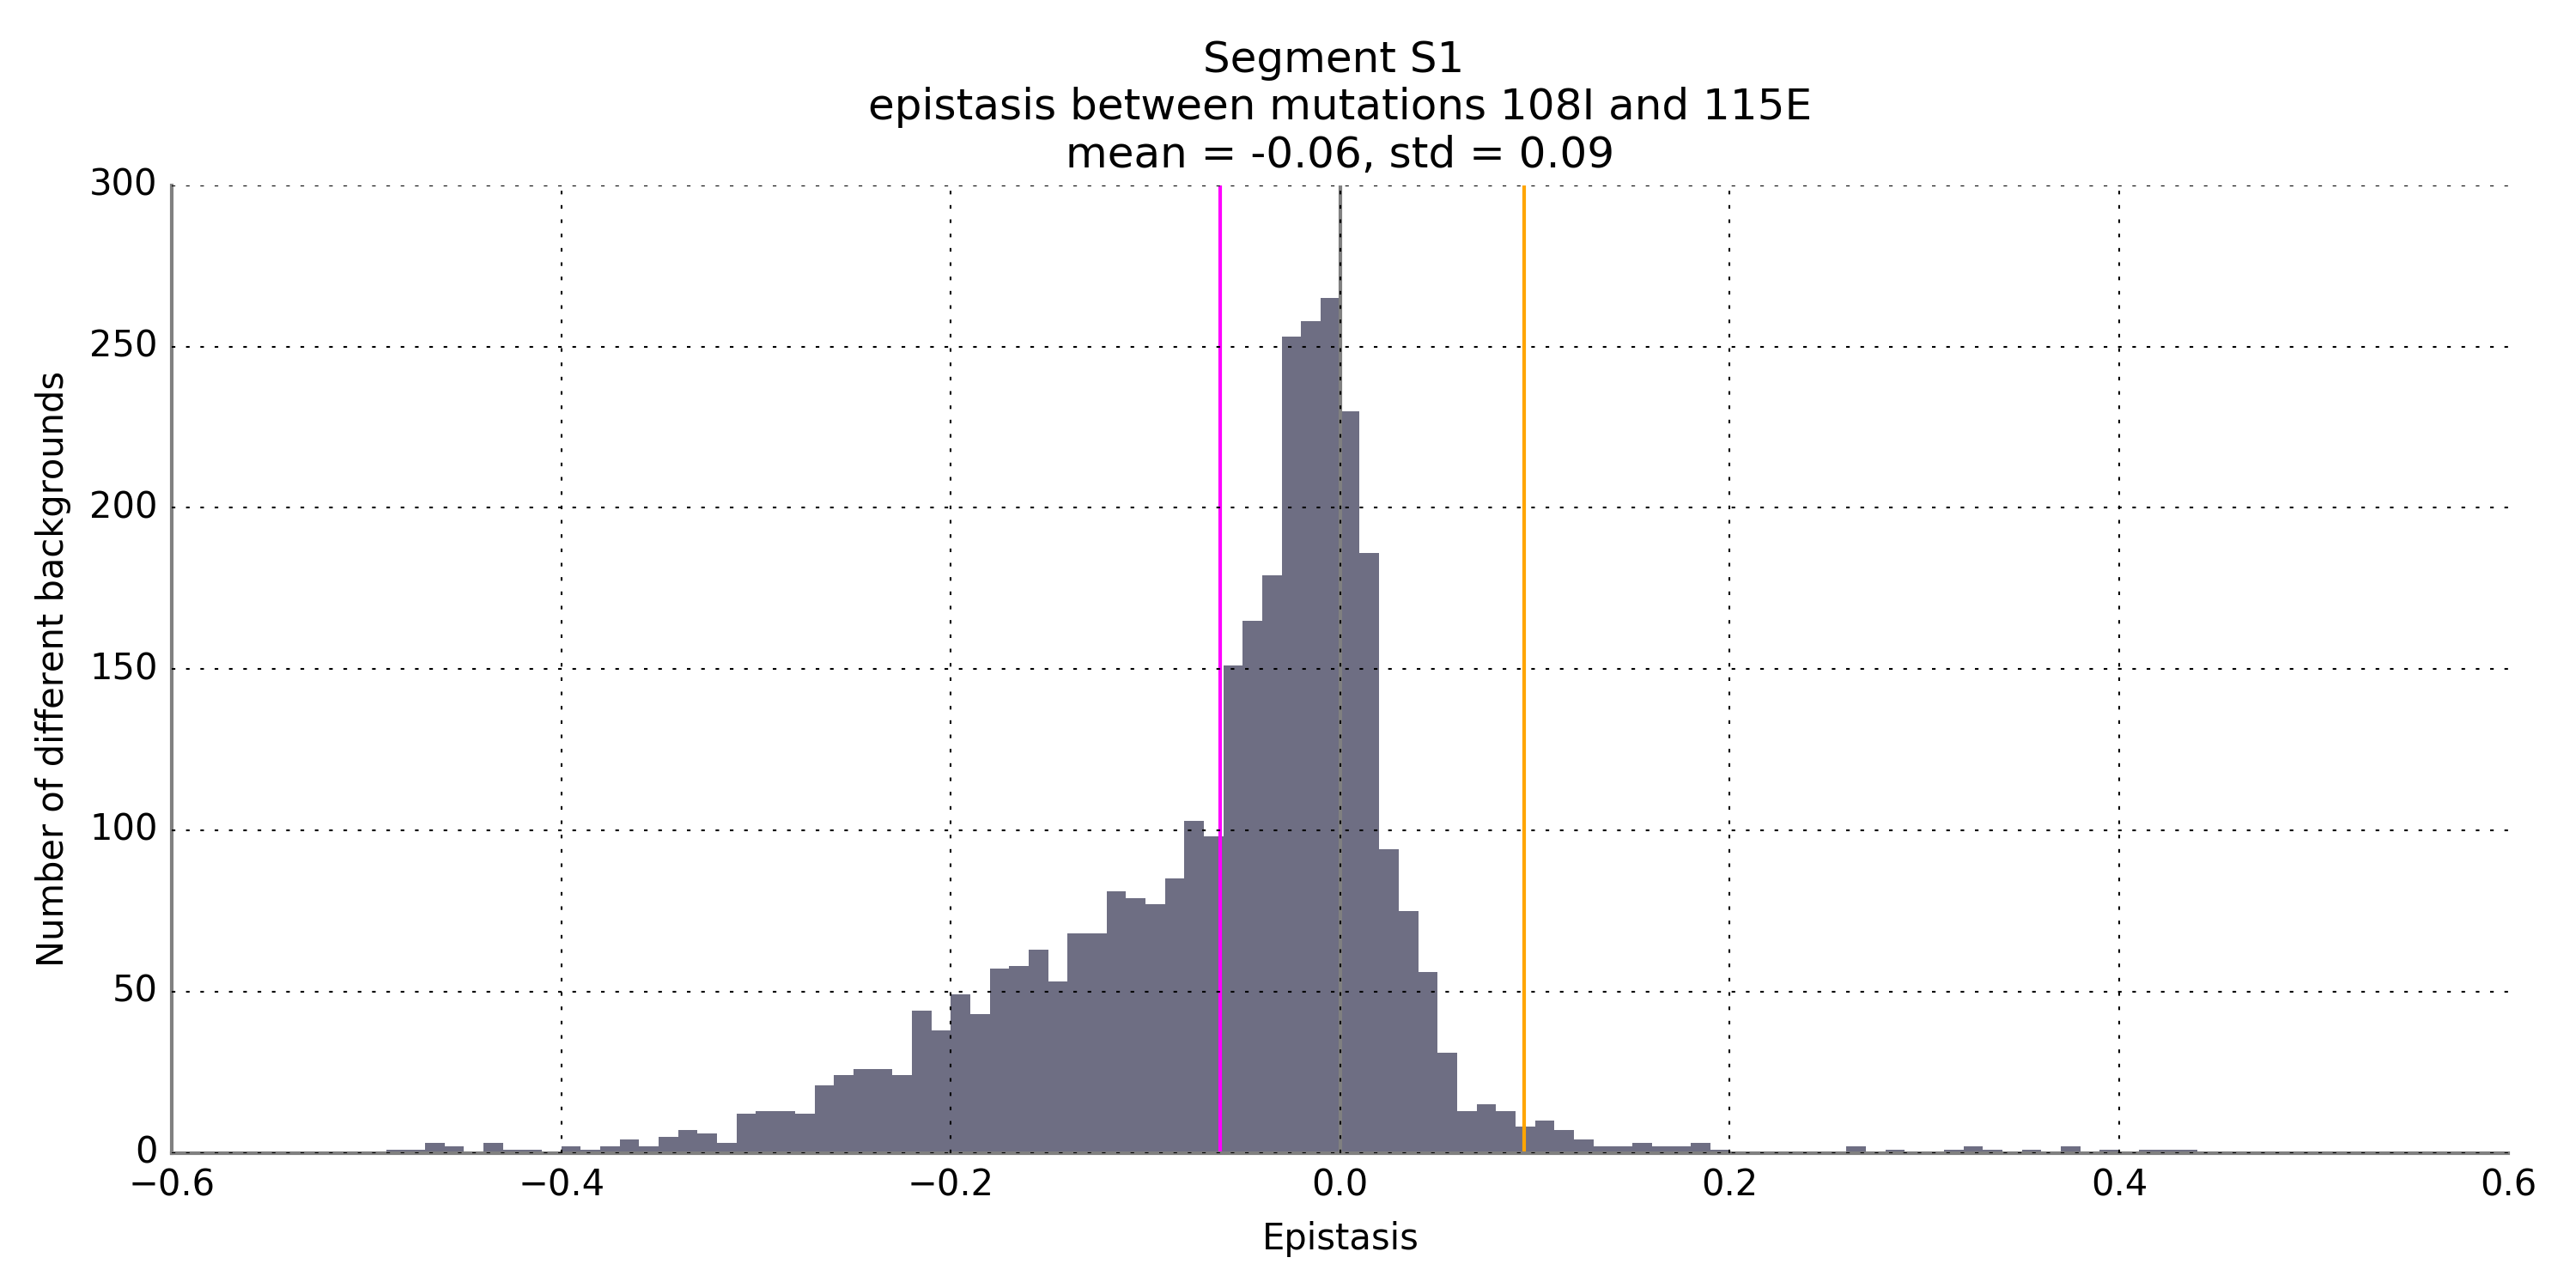 Segment S1
epistasis between mutations 108I and 115E
mean = -0.06, std = 0.09
300
250
200
150
100
50
0
Number of different backgrounds
−0.6 −0.4 −0.2 0.0 0.2 0.4 0.6
Epistasis